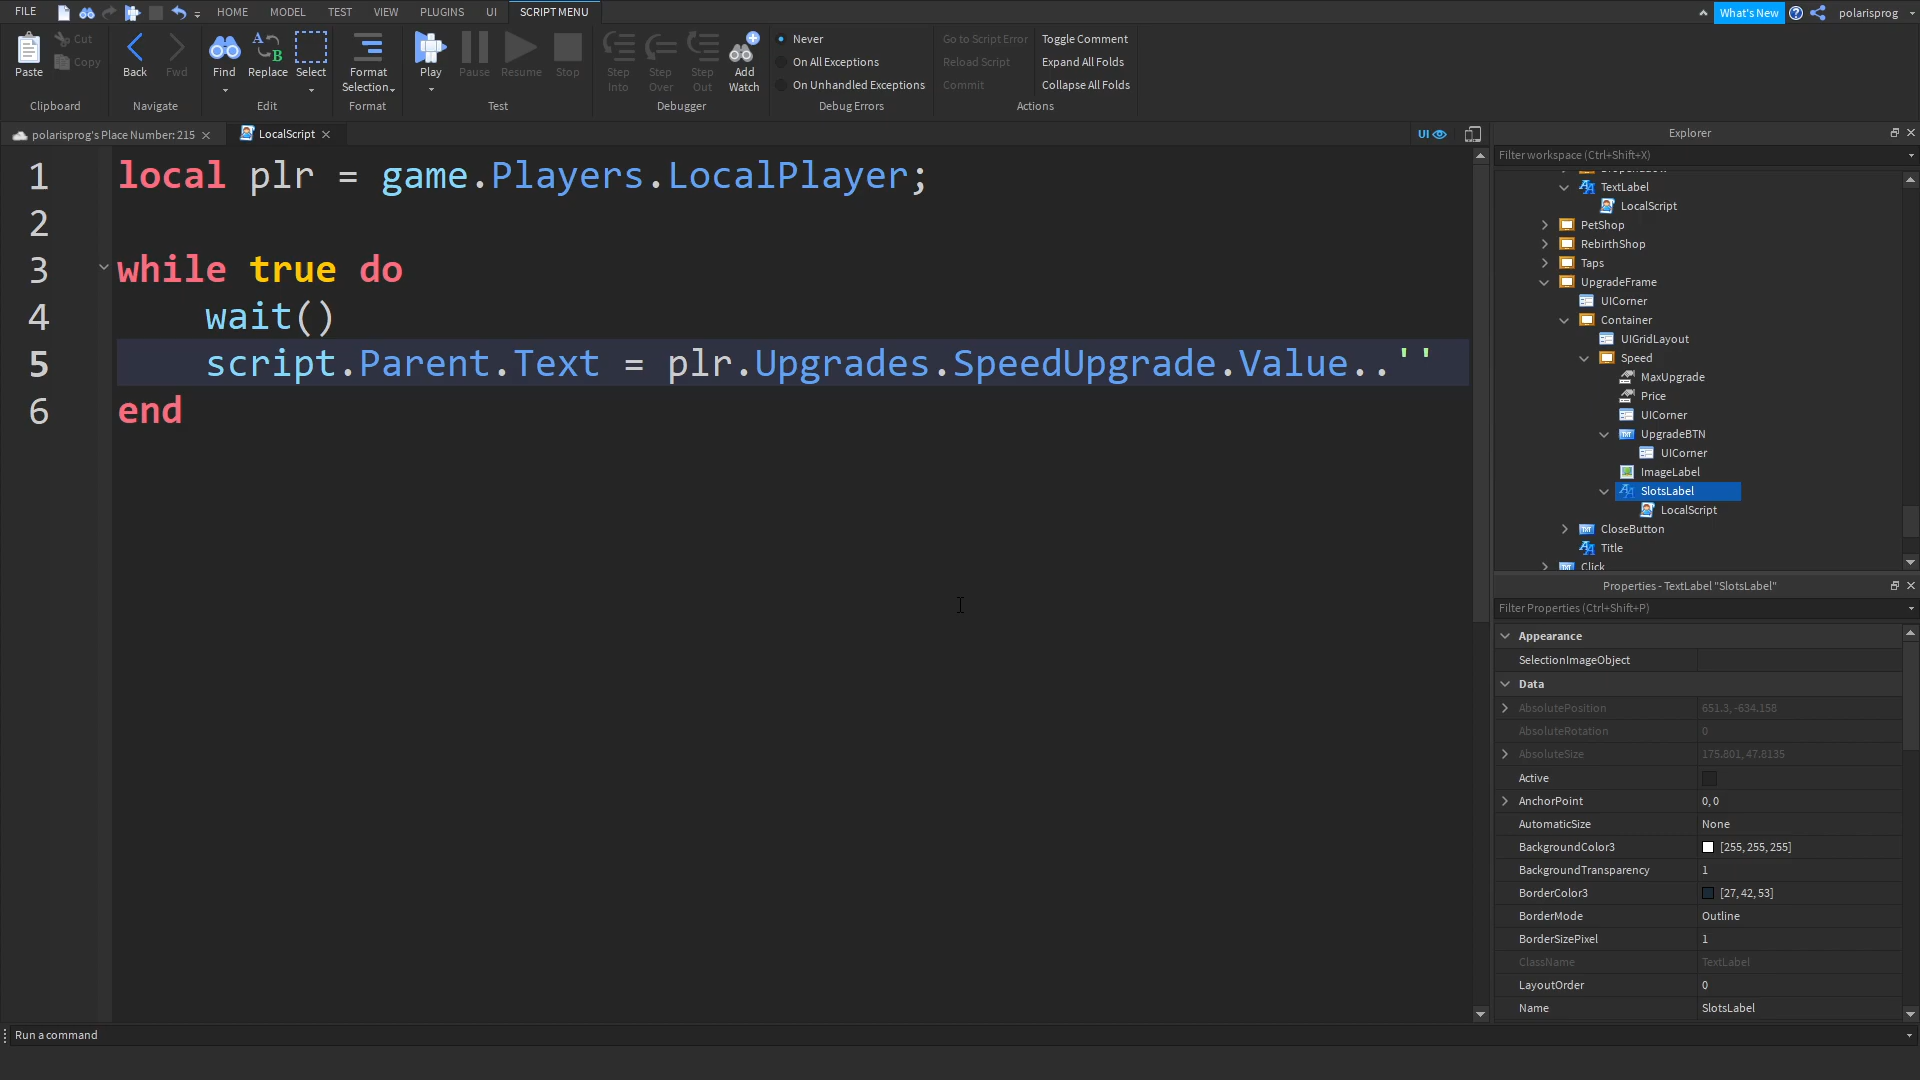 FILE
HOME
MODEL
TEST
VIEW
PLUGINS
UI
SCRIPT MENU
What's New
polarisprog
Paste
Cut
Copy
Clipboard
Back
Fwd
Navigate
Find
Replace
Select
Edit
Format
Selection
Format
Play
Pause
Resume
Stop
Test
Step
Into
Step
Over
Step
Out
Add
Watch
Debugger
Never
On All Exceptions
On Unhandled Exceptions
Debug Errors
Go to Script Error
Reload Script
Commit
Toggle Comment
Expand All Folds
Collapse All Folds
Actions
polarisprog's Place Number: 215
LocalScript
UI
1 local plr = game.Players.LocalPlayer;
2
3 while true do
4 wait()
5 script.Parent.Text = plr.Upgrades.SpeedUpgrade.Value..''
6 end
Explorer
Filter workspace (Ctrl+Shift+X)
TextLabel
LocalScript
PetShop
RebirthShop
Taps
UpgradeFrame
UICorner
Container
UIGridLayout
Speed
MaxUpgrade
Price
UICorner
UpgradeBTN
UICorner
ImageLabel
SlotsLabel
LocalScript
CloseButton
Title
Click
Properties - TextLabel "SlotsLabel"
Filter Properties (Ctrl+Shift+P)
Appearance
SelectionImageObject
Data
AbsolutePosition 651.3, -634.158
AbsoluteRotation 0
AbsoluteSize 175.801, 47.8135
Active
AnchorPoint 0, 0
AutomaticSize None
BackgroundColor3 [255, 255, 255]
BackgroundTransparency 1
BorderColor3 [27, 42, 53]
BorderMode Outline
BorderSizePixel 1
ClassName TextLabel
LayoutOrder 0
Name SlotsLabel
Run a command